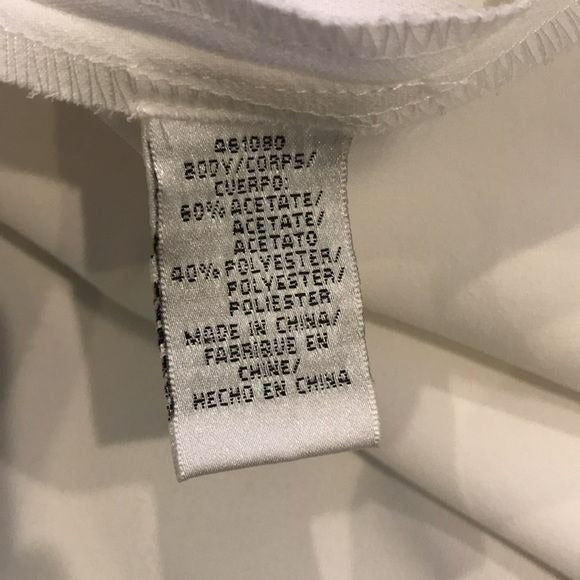 461080
BODY/CORPS/
CUERPO:
60% ACETATE/
ACETATE/
ACETATO
40% POLYESTER/
POLYESTER/
POLIESTER
MADE IN CHINA/
FABRIQUE EN
CHINE/
HECHO EN CHINA